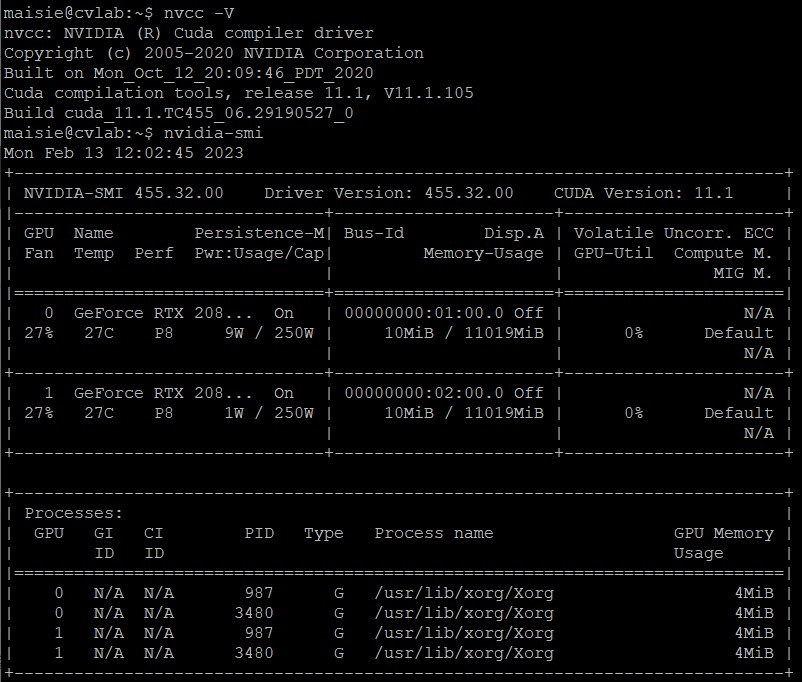 maisie@cvlab:~$ nvcc -V
nvcc: NVIDIA (R) Cuda compiler driver
Copyright (c) 2005-2020 NVIDIA Corporation
Built on Mon_Oct_12_20:09:46_PDT_2020
Cuda compilation tools, release 11.1, V11.1.105
Build cuda_11.1.TC455_06.29190527_0
maisie@cvlab:~$ nvidia-smi
Mon Feb 13 12:02:45 2023
+-----------------------------------------------------------------------------+
| NVIDIA-SMI 455.32.00    Driver Version: 455.32.00    CUDA Version: 11.1     |
|-------------------------------+----------------------+----------------------+
| GPU  Name        Persistence-M| Bus-Id        Disp.A | Volatile Uncorr. ECC |
| Fan  Temp  Perf  Pwr:Usage/Cap|         Memory-Usage | GPU-Util  Compute M. |
|                               |                      |               MIG M. |
|===============================+======================+======================|
|   0  GeForce RTX 208...  On   | 00000000:01:00.0 Off |                  N/A |
| 27%   27C    P8     9W / 250W |     10MiB / 11019MiB |      0%      Default |
|                               |                      |                  N/A |
+-------------------------------+----------------------+----------------------+
|   1  GeForce RTX 208...  On   | 00000000:02:00.0 Off |                  N/A |
| 27%   27C    P8     1W / 250W |     10MiB / 11019MiB |      0%      Default |
|                               |                      |                  N/A |
+-------------------------------+----------------------+----------------------+

+-----------------------------------------------------------------------------+
| Processes:                                                                  |
|  GPU   GI   CI        PID   Type   Process name                  GPU Memory |
|        ID   ID                                                   Usage      |
|=============================================================================|
|    0   N/A  N/A       987      G   /usr/lib/xorg/Xorg                  4MiB |
|    0   N/A  N/A      3480      G   /usr/lib/xorg/Xorg                  4MiB |
|    1   N/A  N/A       987      G   /usr/lib/xorg/Xorg                  4MiB |
|    1   N/A  N/A      3480      G   /usr/lib/xorg/Xorg                  4MiB |
+-----------------------------------------------------------------------------+